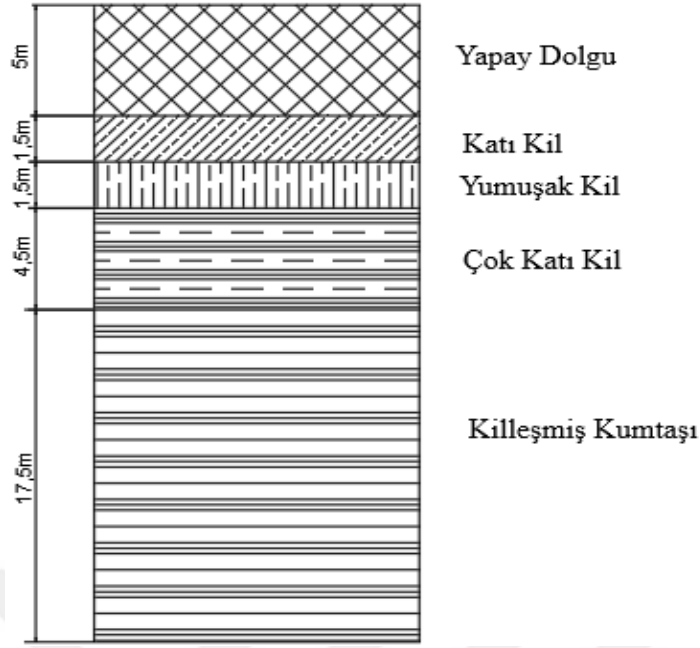 5m
Yapay Dolgu
1,5m
Katı Kil
1,5m
Yumuşak Kil
4,5m
Çok Katı Kil
17,5m
Killeşmiş Kumtaşı